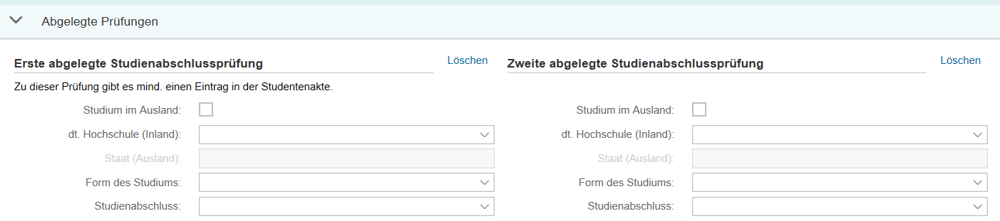 Abgelegte Prüfungen
Erste abgelegte Studienabschlussprüfung
Löschen
Zu dieser Prüfung gibt es mind. einen Eintrag in der Studentenakte.
Studium im Ausland:
dt. Hochschule (Inland):
Staat (Ausland):
Form des Studiums:
Studienabschluss:
Zweite abgelegte Studienabschlussprüfung
Löschen
Studium im Ausland:
dt. Hochschule (Inland):
Staat (Ausland):
Form des Studiums:
Studienabschluss: